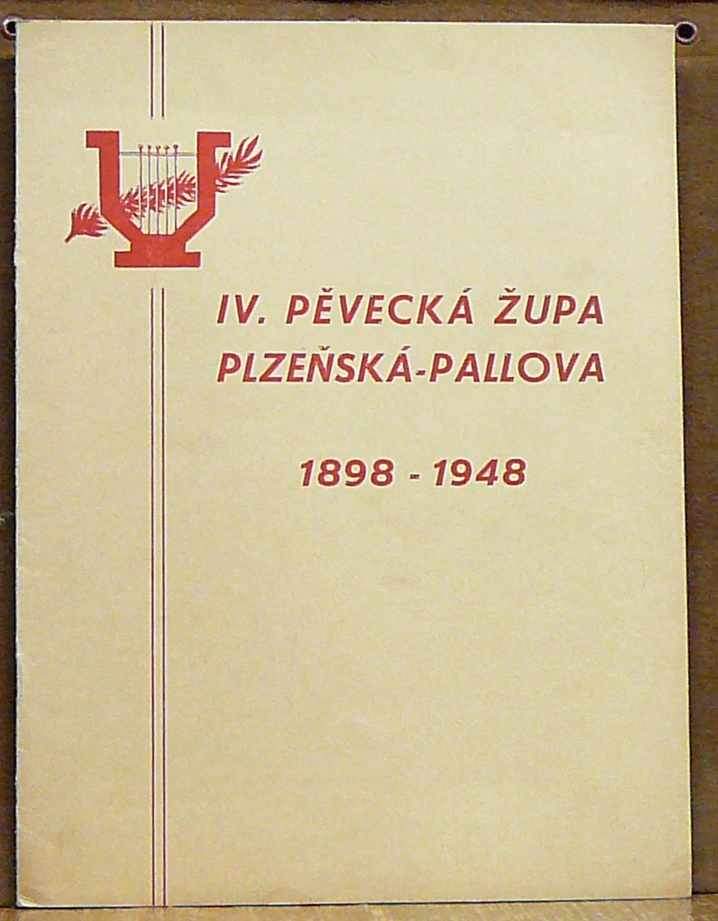 IV. PĚVECKÁ ŽUPA
PLZEŇSKÁ-PALLOVA
1898 - 1948